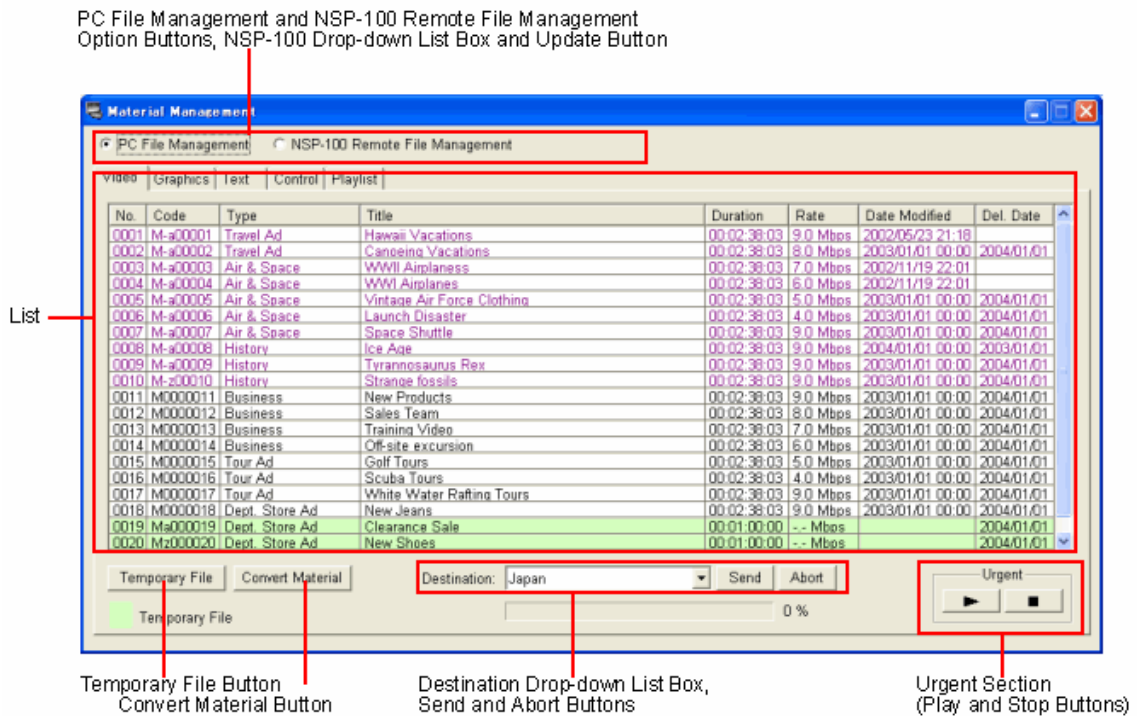 PC File Management and NSP-100 Remote File Management
Option Buttons, NSP-100 Drop-down List Box and Update Button
Material Management
PC File Management NSP-100 Remote File Management
Video Graphics Text Control Playlist
No. Code Type Title Duration Rate Date Modified Del. Date
0001 M-a00001 Travel Ad Hawaii Vacations 00:02:38:03 9.0 Mbps 2002/05/23 21:18
0002 M-a00002 Travel Ad Canoeing Vacations 00:02:38:03 8.0 Mbps 2003/01/01 00:00 2004/01/01
0003 M-a00003 Air & Space WWII Airplaness 00:02:38:03 7.0 Mbps 2002/11/19 22:01
0004 M-a00004 Air & Space WWI Airplanes 00:02:38:03 6.0 Mbps 2002/11/19 22:01
0005 M-a00005 Air & Space Vintage Air Force Clothing 00:02:38:03 5.0 Mbps 2003/01/01 00:00 2004/01/01
0006 M-a00006 Air & Space Launch Disaster 00:02:38:03 4.0 Mbps 2003/01/01 00:00 2004/01/01
0007 M-a00007 Air & Space Space Shuttle 00:02:38:03 9.0 Mbps 2003/01/01 00:00 2004/01/01
0008 M-a00008 History Ice Age 00:02:38:03 9.0 Mbps 2004/01/01 00:00 2003/01/01
0009 M-a00009 History Tyrannosaurus Rex 00:02:38:03 9.0 Mbps 2003/01/01 00:00 2004/01/01
0010 M-z00010 History Strange fossils 00:02:38:03 9.0 Mbps 2003/01/01 00:00 2004/01/01
0011 M0000011 Business New Products 00:02:38:03 9.0 Mbps 2003/01/01 00:00 2004/01/01
0012 M0000012 Business Sales Team 00:02:38:03 8.0 Mbps 2003/01/01 00:00 2004/01/01
0013 M0000013 Business Training Video 00:02:38:03 7.0 Mbps 2003/01/01 00:00 2004/01/01
0014 M0000014 Business Off-site excursion 00:02:38:03 6.0 Mbps 2003/01/01 00:00 2004/01/01
0015 M0000015 Tour Ad Golf Tours 00:02:38:03 5.0 Mbps 2003/01/01 00:00 2004/01/01
0016 M0000016 Tour Ad Scuba Tours 00:02:38:03 4.0 Mbps 2003/01/01 00:00 2004/01/01
0017 M0000017 Tour Ad White Water Rafting Tours 00:02:38:03 9.0 Mbps 2003/01/01 00:00 2004/01/01
0018 M0000018 Dept. Store Ad New Jeans 00:02:38:03 9.0 Mbps 2003/01/01 00:00 2004/01/01
0019 Ma000019 Dept. Store Ad Clearance Sale 00:01:00:00 -.- Mbps 2004/01/01
0020 Mz000020 Dept. Store Ad New Shoes 00:01:00:00 -.- Mbps 2004/01/01
List
Temporary File Convert Material Destination: Japan Send Abort Urgent
Temporary File 0 %
Temporary File Button
Convert Material Button
Destination Drop-down List Box,
Send and Abort Buttons
Urgent Section
(Play and Stop Buttons)